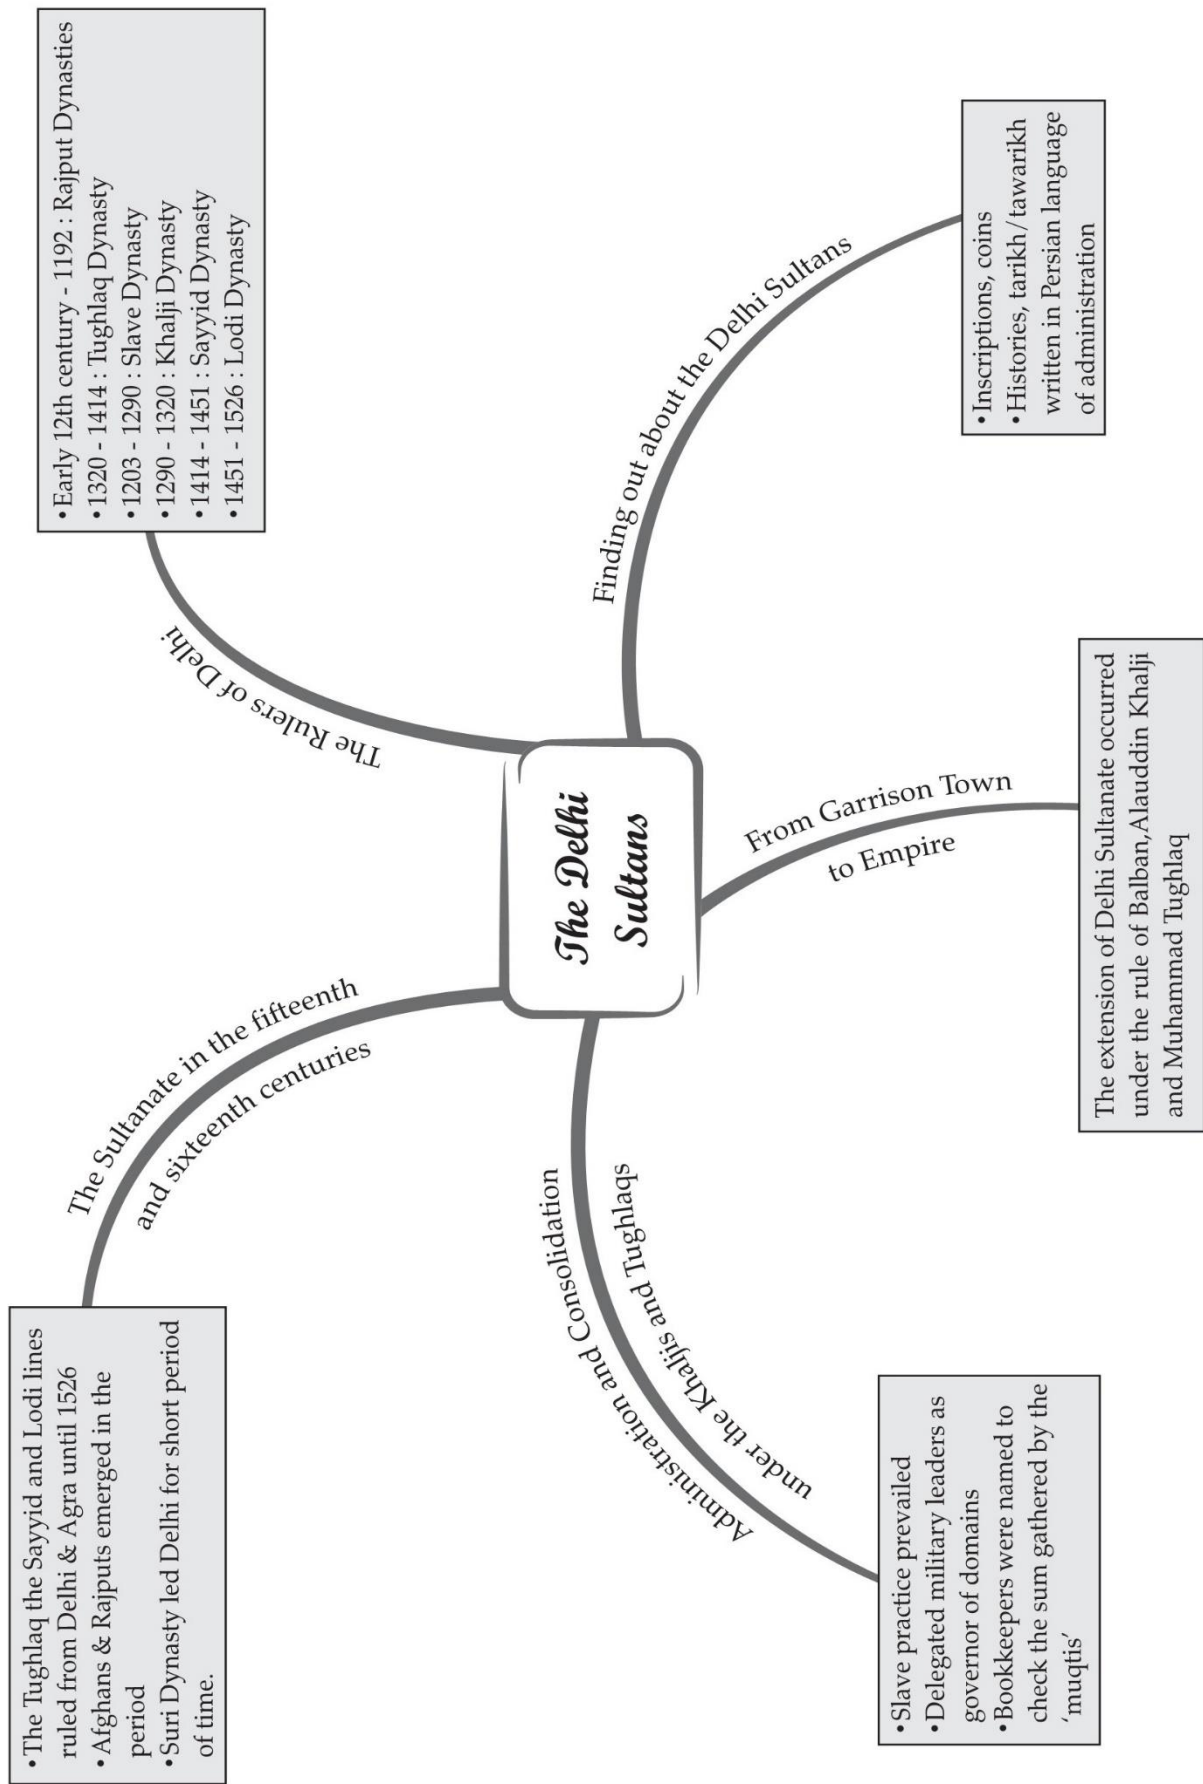 The Delhi
Sultans
The Rulers of Delhi
•Early 12th century - 1192 : Rajput Dynasties
•1320 - 1414 : Tughlaq Dynasty
•1203 - 1290 : Slave Dynasty
•1290 - 1320 : Khalji Dynasty
•1414 - 1451 : Sayyid Dynasty
•1451 - 1526 : Lodi Dynasty
Finding out about the Delhi Sultans
•Inscriptions, coins
•Histories, tarikh/tawarikh
written in Persian language
of administration
From Garrison Town
to Empire
The extension of Delhi Sultanate occurred
under the rule of Balban,Alauddin Khalji
and Muhammad Tughlaq
Administration and Consolidation
under the Khaljis and Tughlaqs
•Slave practice prevailed
•Delegated military leaders as
governor of domains
•Bookkeepers were named to
check the sum gathered by the
‘muqtis’
The Sultanate in the fifteenth
and sixteenth centuries
•The Tughlaq the Sayyid and Lodi lines
ruled from Delhi & Agra until 1526
•Afghans & Rajputs emerged in the
period
•Suri Dynasty led Delhi for short period
of time.